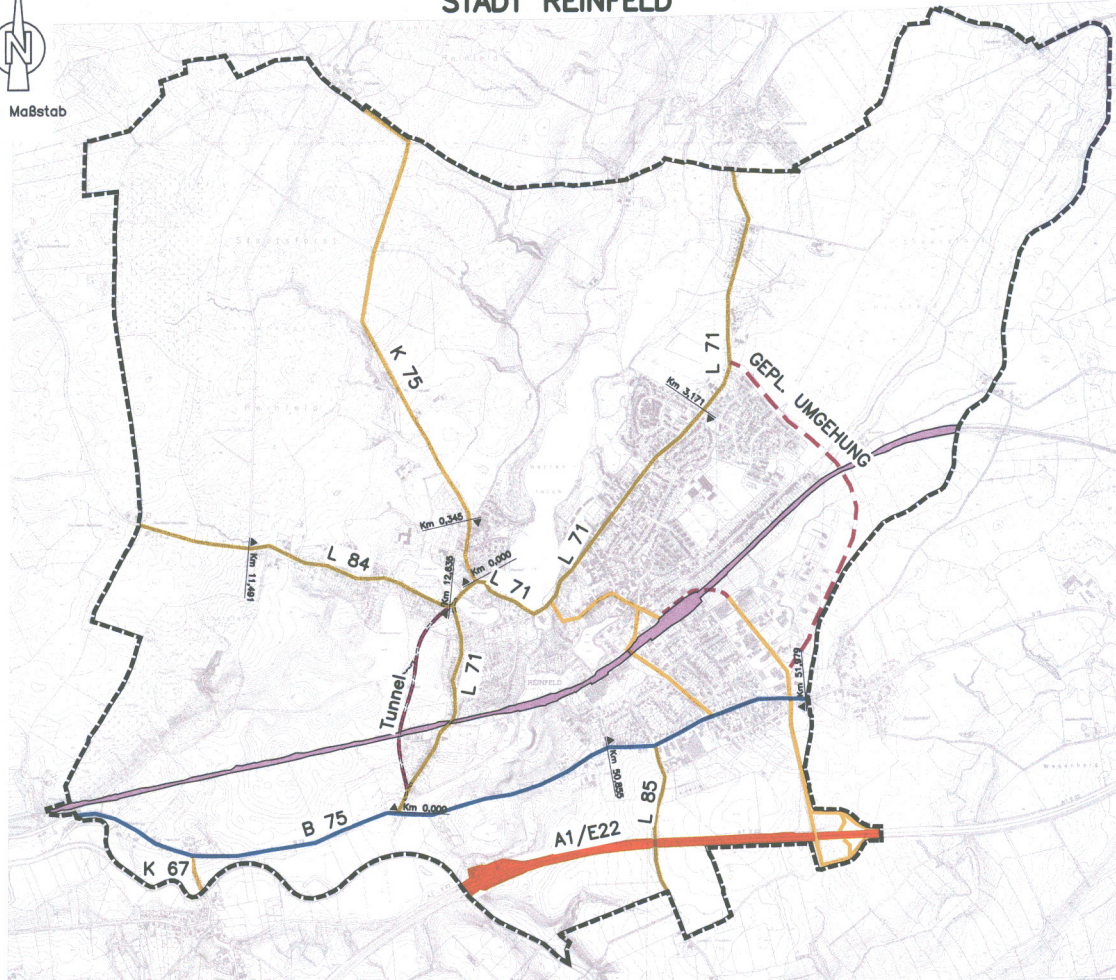 STADT REINFELD
N
Maßstab
K 75
L 71
GEPL. UMGEHUNG
Km 3,171
Km 0,345
L 84
Km 11,491
Km 12,635
Km 0,000
L 71
L 71
L 71
Tunnel
REINFELD
Km 51,979
Km 50,855
Km 0,000
B 75
L 85
A1/E22
K 67